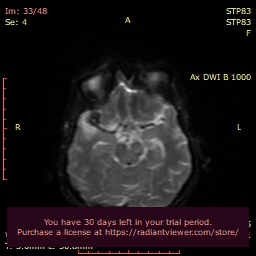 Im: 33/48
Se: 4
A
STP83
STP83
F
Ax DWI B 1000
R
L
You have 30 days left in your trial period.
Purchase a license at https://radiantviewer.com/store/